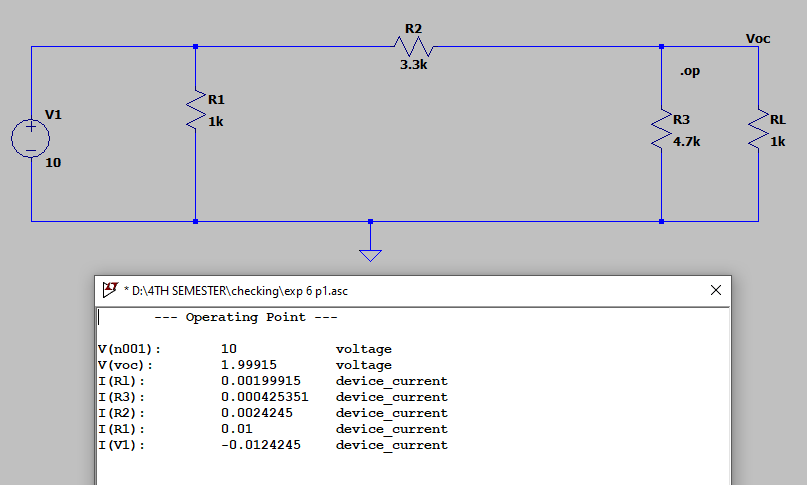 R2
3.3k
Voc
.op
V1
10
R1
1k
R3
4.7k
RL
1k
* D:\4TH SEMESTER\checking\exp 6 p1.asc
--- Operating Point ---
V(n001): 10 voltage
V(voc): 1.99915 voltage
I(Rl): 0.00199915 device_current
I(R3): 0.000425351 device_current
I(R2): 0.0024245 device_current
I(R1): 0.01 device_current
I(V1): -0.0124245 device_current